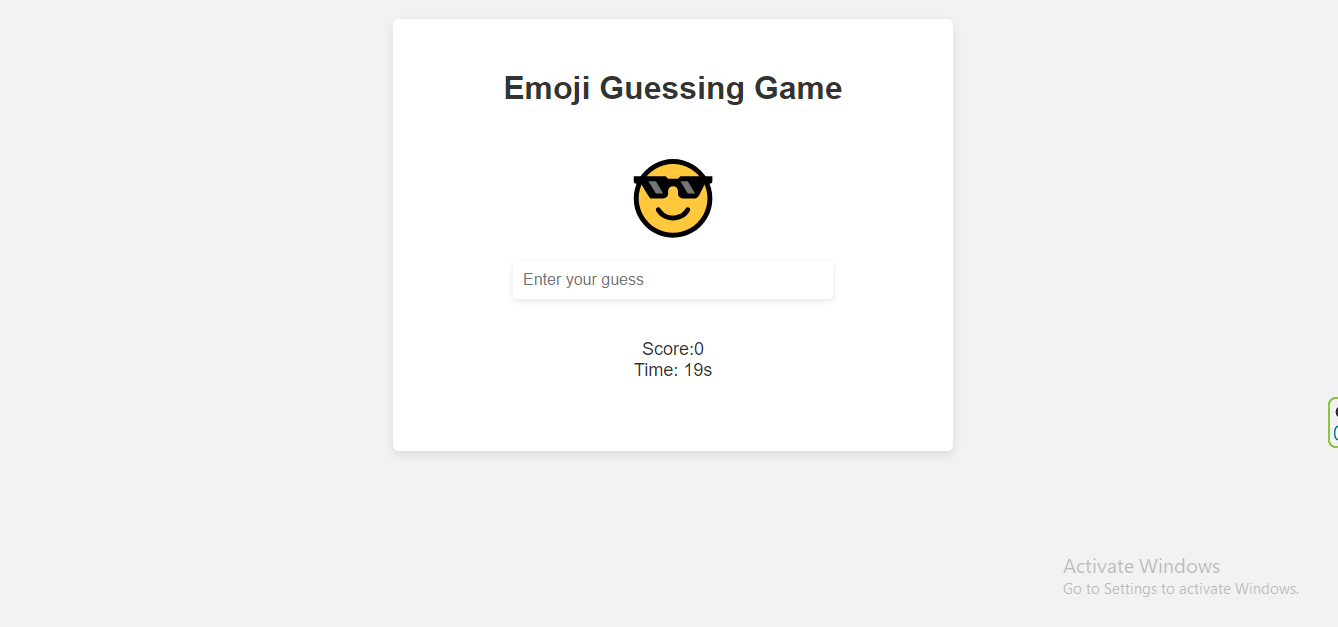 Emoji Guessing Game
Enter your guess
Score:0
Time: 19s
Activate Windows
Go to Settings to activate Windows.